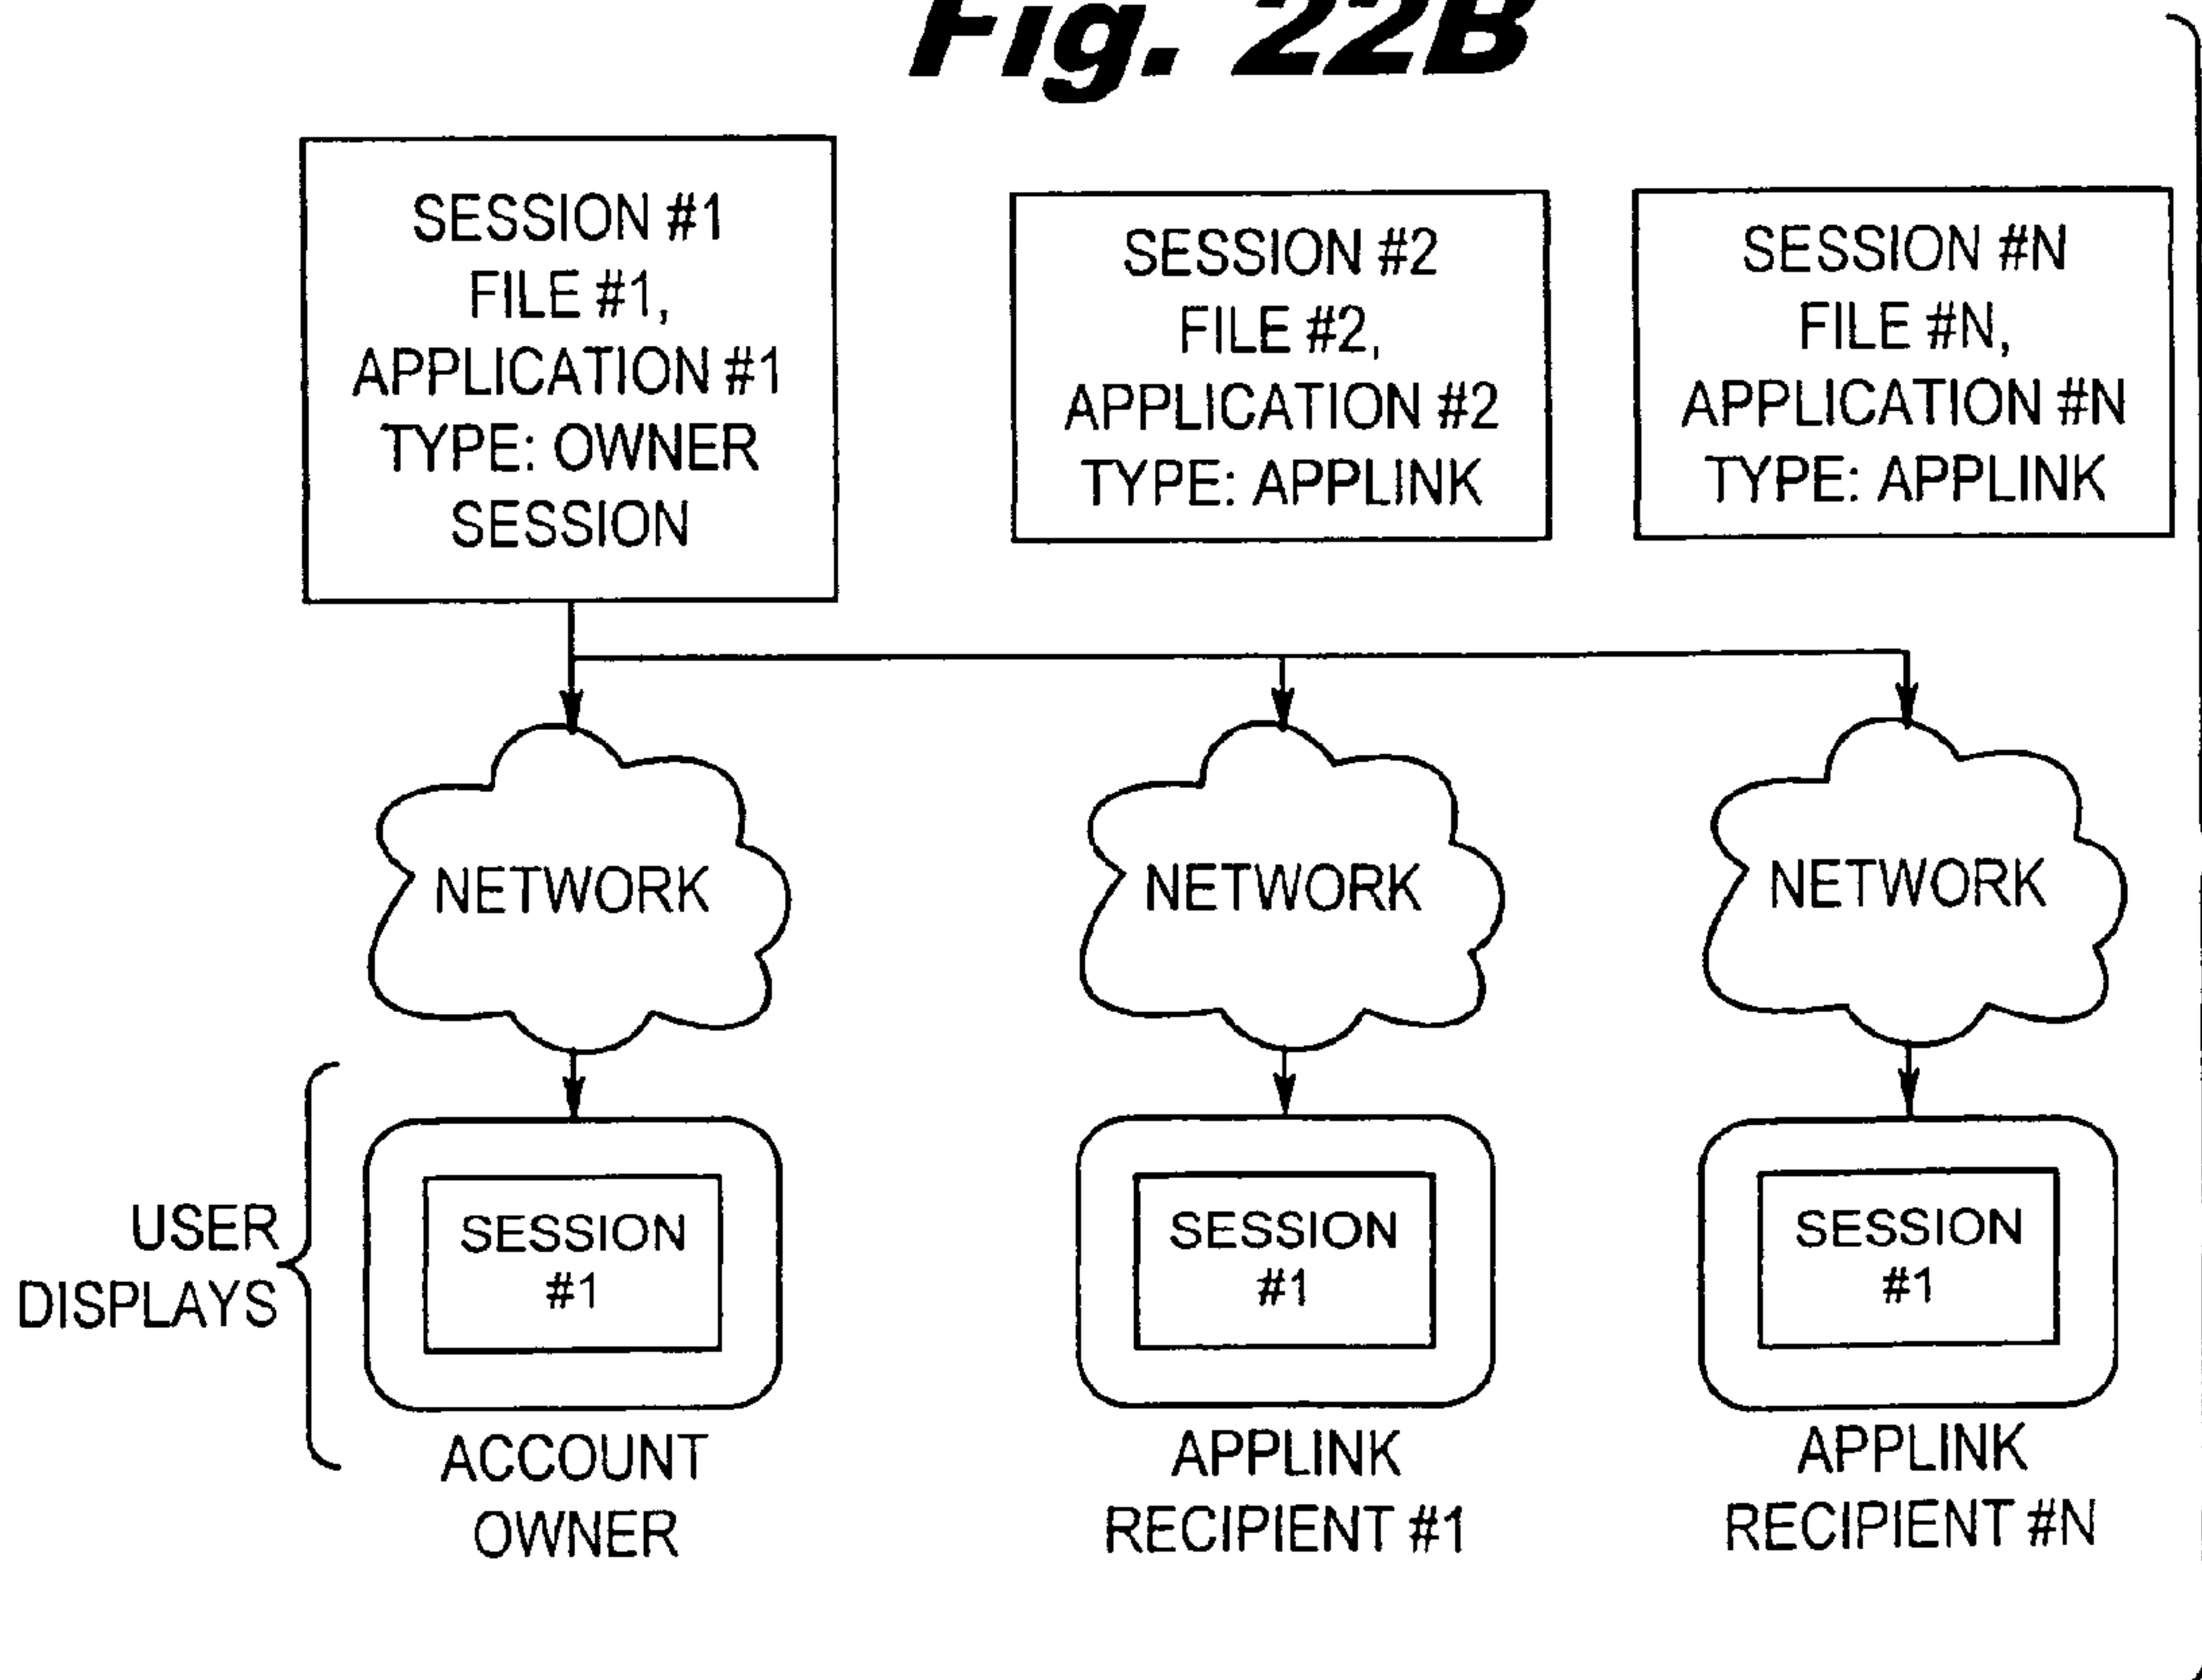 Fig. 22B
SESSION #1
FILE #1,
APPLICATION #1
TYPE: OWNER
SESSION
SESSION #2
FILE #2,
APPLICATION #2
TYPE: APPLINK
SESSION #N
FILE #N,
APPLICATION #N
TYPE: APPLINK
NETWORK
NETWORK
NETWORK
USER
DISPLAYS
SESSION
#1
SESSION
#1
SESSION
#1
ACCOUNT
OWNER
APPLINK
RECIPIENT #1
APPLINK
RECIPIENT #N